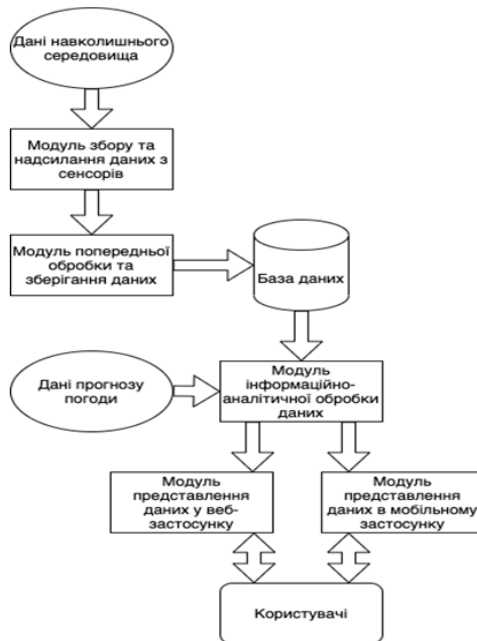 Дані навколишнього
середовища
Модуль збору та
надсилання даних з
сенсорів
Модуль попередньої
обробки та
зберігання даних
База даних
Дані прогнозу
погоди
Модуль
інформаційно-
аналітичної обробки
даних
Модуль
представлення
даних у веб-
застосунку
Модуль
представлення
даних в мобільному
застосунку
Користувачі